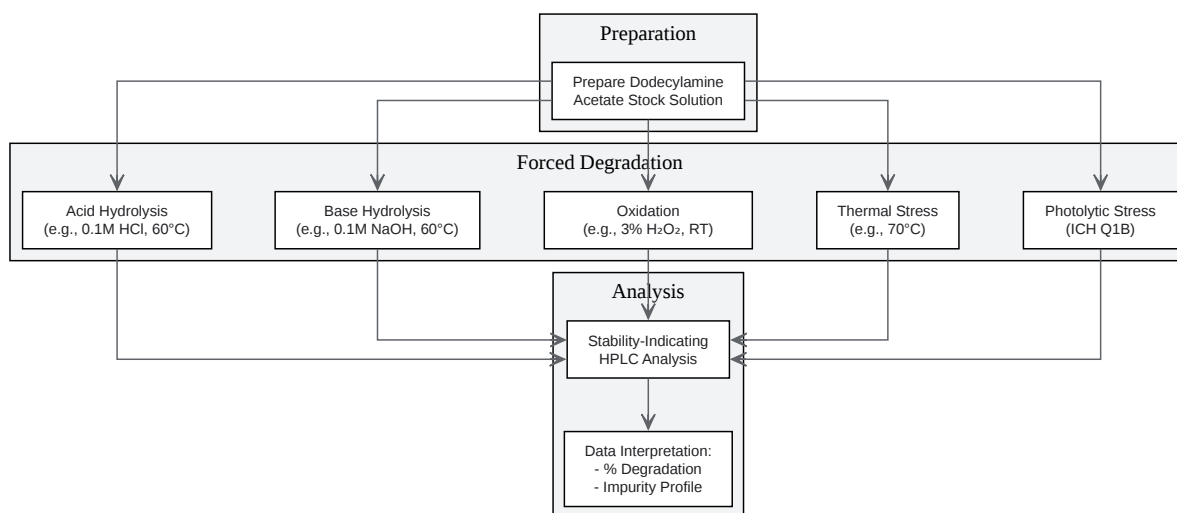 Preparation
Prepare Dodecylamine
Acetate Stock Solution
Forced Degradation
Acid Hydrolysis
(e.g., 0.1M HCl, 60°C)
Base Hydrolysis
(e.g., 0.1M NaOH, 60°C)
Oxidation
(e.g., 3% H₂O₂, RT)
Thermal Stress
(e.g., 70°C)
Photolytic Stress
(ICH Q1B)
Analysis
Stability-Indicating
HPLC Analysis
Data Interpretation:
- % Degradation
- Impurity Profile